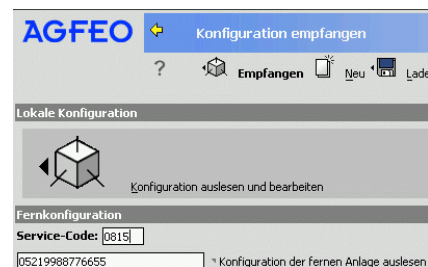 AGFEO Konfiguration empfangen
? Empfangen Neu Lade
Lokale Konfiguration
Konfiguration auslesen und bearbeiten
Fernkonfiguration
Service-Code: 0815
05219988776655 Konfiguration der fernen Anlage auslesen